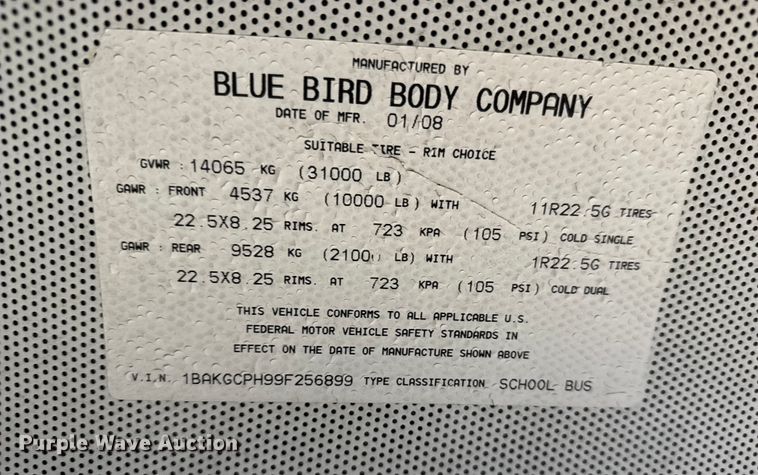 MANUFACTURED BY
BLUE BIRD BODY COMPANY
DATE OF MFR. 01/08
SUITABLE TIRE - RIM CHOICE
GVWR : 14065 KG (31000 LB)
GAWR : FRONT 4537 KG (10000 LB) WITH 11R22.5G TIRES
22.5X8.25 RIMS. AT 723 KPA (105 PSI) COLD SINGLE
GAWR : REAR 9528 KG (2100 LB) WITH 1R22.5G TIRES
22.5X8.25 RIMS. AT 723 KPA (105 PSI) COLD DUAL
THIS VEHICLE CONFORMS TO ALL APPLICABLE U.S.
FEDERAL MOTOR VEHICLE SAFETY STANDARDS IN
EFFECT ON THE DATE OF MANUFACTURE SHOWN ABOVE
V.I.N. 1BAKGCPH99F256899 TYPE CLASSIFICATION SCHOOL BUS
Purple Wave Auction